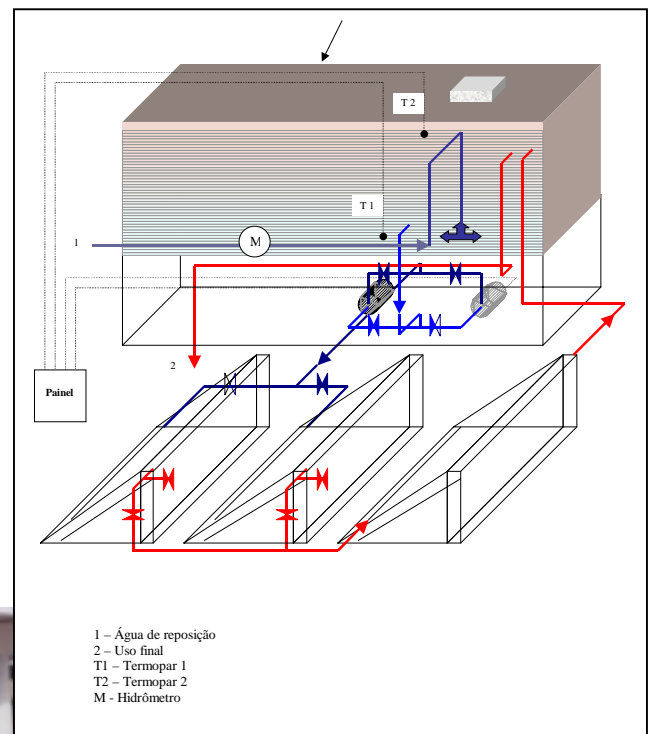 T 2
T 1
1
M
2
Painel
1 – Água de reposição
2 – Uso final
T1 – Termopar 1
T2 – Termopar 2
M - Hidrômetro